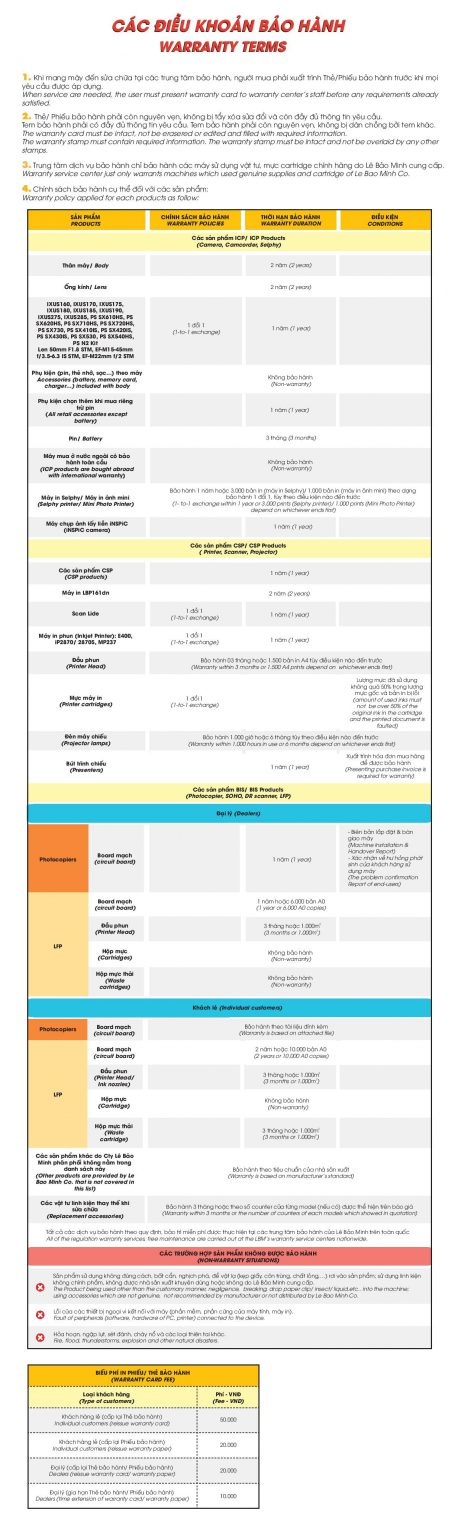 CÁC ĐIỀU KHOẢN BẢO HÀNH
WARRANTY TERMS
1. Khi mang máy đến sửa chữa tại các trung tâm bảo hành, người mua phải xuất trình Thẻ/Phiếu bảo hành trước khi mọi
yêu cầu được áp dụng.
When service are needed, the user must present warranty card to warranty center's staff before any requirements already
satisfied.
2. Thẻ/ Phiếu bảo hành phải còn nguyên vẹn, không bị tẩy xóa sửa đổi và còn đầy đủ thông tin yêu cầu.
Tem bảo hành phải có đầy đủ thông tin yêu cầu. Tem bảo hành phải còn nguyên vẹn, không bị dán chồng bởi tem khác.
The warranty card must be intact, not be erasered or edited and filled with required information.
The warranty stamp must contain required information. The warranty stamp must be intact and not be overlaid by any other
stamps.
3. Trung tâm dịch vụ bảo hành chỉ bảo hành các máy sử dụng vật tư, mực cartridge chính hãng do Lê Bảo Minh cung cấp.
Warranty service center just only warrants machines which used genuine supplies and cartridge of Le Bao Minh Co.
4. Chính sách bảo hành cụ thể đối với các sản phẩm:
Warranty policy applied for each products as follow:
SẢN PHẨM
PRODUCTS
CHÍNH SÁCH BẢO HÀNH
WARRANTY POLICIES
THỜI HẠN BẢO HÀNH
WARRANTY DURATION
ĐIỀU KIỆN
CONDITIONS
Các sản phẩm ICP/ ICP Products
(Camera, Camcorder, Selphy)
Thân máy/ Body
2 năm (2 years)
Ống kính/ Lens
2 năm (2 years)
IXUS160, IXUS170, IXUS175,
IXUS180, IXUS185, IXUS190,
IXUS275, IXUS285, PS SX610HS, PS
SX620HS, PS SX710HS, PS SX720HS,
PS SX730, PS SX410IS, PS SX420IS,
PS SX430IS, PS SX530, PS SX540HS,
PS N2 Kit
Len 50mm F1.8 STM, EF-M15-45mm
f/3.5-6.3 IS STM, EF-M22mm f/2 STM
1 đổi 1
(1-to-1 exchange)
1 năm (1 year)
Phụ kiện (pin, thẻ nhớ, sạc...) theo máy
Accessories (battery, memory card,
charger...) included with body
Không bảo hành
(Non-warranty)
Phụ kiện chọn thêm khi mua riêng
trừ pin
(All retail accessories except
battery)
1 năm (1 year)
Pin/ Battery
3 tháng (3 months)
Máy mua ở nước ngoài có bảo
hành toàn cầu
(ICP products are bought abroad
with international warranty)
Không bảo hành
(Non-warranty)
Máy in Selphy/ Máy in ảnh mini
(Selphy printer/ Mini Photo Printer)
Bảo hành 1 năm hoặc 3.000 bản in (máy in Selphy)/ 1.000 bản in (máy in ảnh mini) theo dạng
bảo hành 1 đổi 1, tùy theo điều kiện nào đến trước
(1- to-1 exchange within 1 year or 3.000 prints (Selphy printer)/ 1.000 prints (Mini Photo Printer)
depend on whichever ends first)
Máy chụp ảnh lấy liền iNSPiC
(iNSPiC camera)
1 năm (1 year)
Các sản phẩm CSP/ CSP Products
( Printer, Scanner, Projector)
Các sản phẩm CSP
(CSP products)
1 năm (1 year)
Máy in LBP161dn
2 năm (2 years)
Scan Lide
1 đổi 1
(1-to-1 exchange)
1 năm (1 year)
Máy in phun (Inkjet Printer): E400,
iP2870/ 2870S, MP237
1 đổi 1
(1-to-1 exchange)
1 năm (1 year)
Đầu phun
(Printer Head)
Bảo hành 03 tháng hoặc 1.500 bản in A4 tùy điều kiện nào đến trước
(Warranty within 3 months or 1.500 A4 prints depend on whichever ends first)
Mực máy in
(Printer cartridges)
1 đổi 1
(1-to-1 exchange)
Lượng mực đã sử dụng
không quá 50% trọng lượng
mực gốc và bản in bị lỗi
(amount of used inks must
not be over 50% of the
original ink in the cartridge
and the printed document is
faulted)
Đèn máy chiếu
(Projector lamps)
Bảo hành 1.000 giờ hoặc 6 tháng tùy theo điều kiện nào đến trước
(Warranty within 1.000 hours in use or 6 months depend on whichever ends first)
Bút trình chiếu
(Presenters)
1 năm (1 year)
Xuất trình hóa đơn mua hàng
để được bảo hành
(Presenting purchase invoice is
required for warranty)
Các sản phẩm BIS/ BIS Products
(Photocopier, SOHO, DR scanner, LFP)
Đại lý (Dealers)
Photocopiers
Board mạch
(circuit board)
1 năm (1 year)
- Biên bản lắp đặt & bàn
giao máy
(Machine Installation &
Handover Report)
- Xác nhận về hư hỏng phát
sinh của khách hàng sử
dụng máy
(The problem confirmation
Report of end-users)
LFP
Board mạch
(circuit board)
1 năm hoặc 6.000 bản A0
(1 year or 6.000 A0 copies)
Đầu phun
(Printer Head)
3 tháng hoặc 1.000m²
(3 months or 1.000m²)
Hộp mực
(Cartridges)
Không bảo hành
(Non-warranty)
Hộp mực thải
(Waste
cartridges)
Không bảo hành
(Non-warranty)
Khách lẻ (Individual customers)
Photocopiers
Board mạch
(circuit board)
Bảo hành theo tài liệu đính kèm
(Warranty is based on attached file)
LFP
Board mạch
(circuit board)
2 năm hoặc 10.000 bản A0
(2 years or 10.000 A0 copies)
Đầu phun
(Printer Head/
Ink nozzles)
3 tháng hoặc 1.000m²
(3 months or 1.000m²)
Hộp mực
(Cartridge)
Không bảo hành
(Non-warranty)
Hộp mực thải
(Waste
cartridge)
3 tháng hoặc 1.000m²
(3 months or 1.000m²)
Các sản phẩm khác do Cty Lê Bảo
Minh phân phối không nằm trong
danh sách này
(Other products are provided by Le
Bao Minh Co. that is not covered in
this list)
Bảo hành theo tiêu chuẩn của nhà sản xuất
(Warranty is based on manufacturer's standard)
Các vật tư linh kiện thay thế khi
sửa chữa
(Replacement accessories)
Bảo hành 3 tháng hoặc theo số counter của từng model (nếu có) được thể hiện trên báo giá
(Warranty within 3 months or the number of counters of each models which showed in quotation)
Tất cả các dịch vụ bảo hành theo quy định, bảo trì miễn phí được thực hiện tại các trung tâm bảo hành của Lê Bảo Minh trên toàn quốc
All of the regulation warranty services, free maintenance are carried out at the LBM's warranty service centers nationwide.
CÁC TRƯỜNG HỢP SẢN PHẨM KHÔNG ĐƯỢC BẢO HÀNH
(NON-WARRANTY SITUATIONS)
Sản phẩm sử dụng không đúng cách, bất cẩn, nghịch phá, để vật lạ (kẹp giấy, côn trùng, chất lỏng,...) rơi vào sản phẩm; sử dụng linh kiện
không chính phẩm, không được nhà sản xuất khuyên dùng hoặc không do Lê Bảo Minh cung cấp.
The Product being used other than the customary manner, negligence, breaking, drop paper clip/ insect/ liquid,etc.. into the machine;
using accessories which are not genuine, not recommended by manufacturer or not distributed by Le Bao Minh Co.
Lỗi của các thiết bị ngoại vi kết nối với máy (phần mềm, phần cứng của máy tính, máy in).
Fault of peripherals (software, hardware of PC, printer) connected to the device.
Hỏa hoạn, ngập lụt, sét đánh, cháy nổ và các loại thiên tai khác.
Fire, flood, thunderstorms, explosion and other natural disasters.
BIỂU PHÍ IN PHIẾU/ THẺ BẢO HÀNH
(WARRANTY CARD FEE)
Loại khách hàng
(Type of customers)
Phí - VNĐ
(Fee - VND)
Khách hàng lẻ (cấp lại Thẻ bảo hành)
Individual customers (reissue warranty card)
50.000
Khách hàng lẻ (cấp lại Phiếu bảo hành)
Individual customers (reissue warranty paper)
20.000
Đại lý (cấp lại Thẻ bảo hành/ Phiếu bảo hành)
Dealers (reissue warranty card/ warranty paper)
20.000
Đại lý (gia hạn Thẻ bảo hành/ Phiếu bảo hành)
Dealers (time extension of warranty card/ warranty paper)
10.000